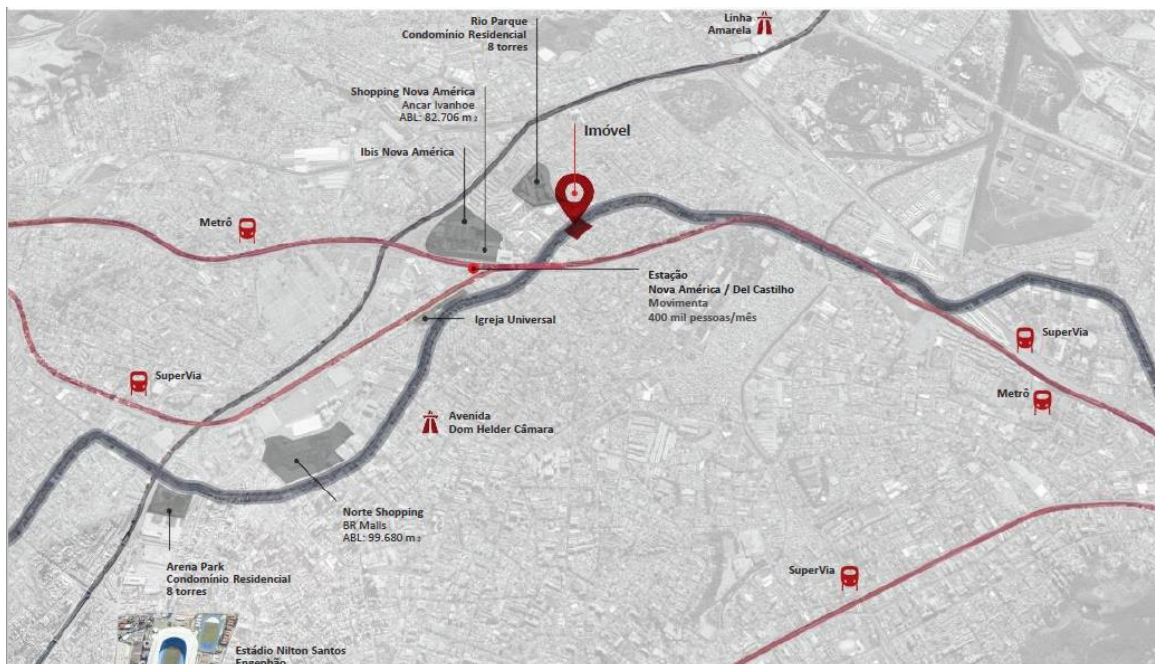 Rio Parque
Condomínio Residencial
8 torres
Linha
Amarela
Shopping Nova América
Ancar Ivanhoe
ABL: 82.706 m²
Imóvel
Ibis Nova América
Metrô
Estação
Nova América / Del Castilho
Movimenta
400 mil pessoas/mês
Igreja Universal
SuperVia
SuperVia
Metrô
Avenida
Dom Helder Câmara
Norte Shopping
BR Malls
ABL: 99.680 m²
Arena Park
Condomínio Residencial
8 torres
SuperVia
Estádio Nilton Santos
Engenhão